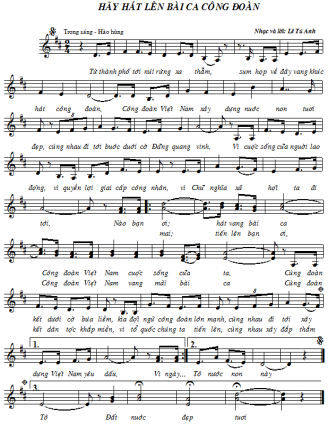 HÃY HÁT LÊN BÀI CA CÔNG ĐOÀN
Trong sáng - Hào hùng
Nhạc và lời: Lê Tú Anh
Từ thành phố tới núi rừng xa thẳm, sum họp về đây vang khúc
hát công đoàn, Công đoàn Việt Nam xây dựng nước non tươi
đẹp, cùng nhau đi tới bước dưới cờ Đảng quang vinh, Vì cuộc sống của người lao
động, vì quyền lợi giai cấp công nhân, vì Chủ nghĩa xã hội ta đi
tới. Nào bạn ơi; hát vang bài ca
mai; tiến lên bạn ơi,
Công đoàn Việt Nam cuộc sống của ta, Cùng đoàn
Công đoàn Việt Nam vang mãi bài ca Cùng đoàn
kết dưới cờ búa liềm, kìa đội ngũ công đoàn lớn mạnh, cùng nhau đi tới xây
kết dân tộc khắp miền, vì tổ quốc chúng ta tiến lên, cùng nhau xây đắp thắm
1.
2.
dựng Việt Nam yêu dấu, Vì ngày... Tổ nước non này
3.
Tổ Đất nước đẹp tươi